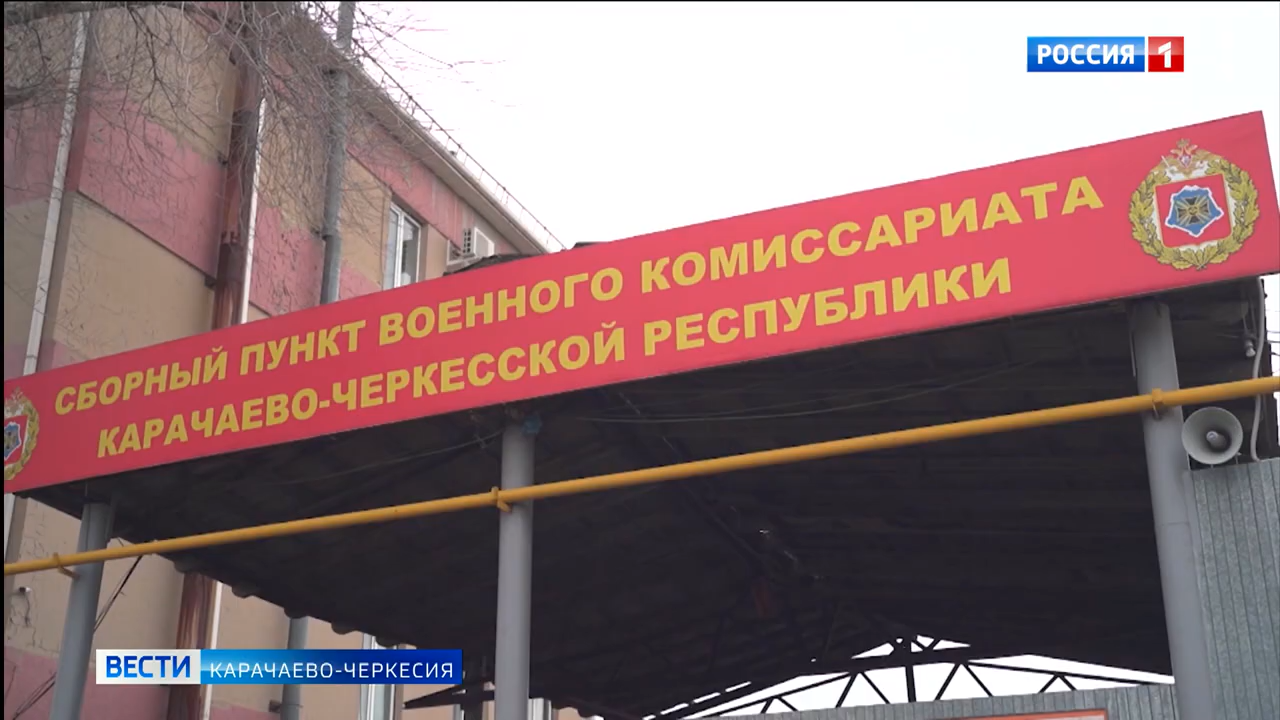 РОССИЯ 1
СБОРНЫЙ ПУНКТ ВОЕННОГО КОМИССАРИАТА
КАРАЧАЕВО-ЧЕРКЕССКОЙ РЕСПУБЛИКИ
ВЕСТИ КАРАЧАЕВО-ЧЕРКЕСИЯ